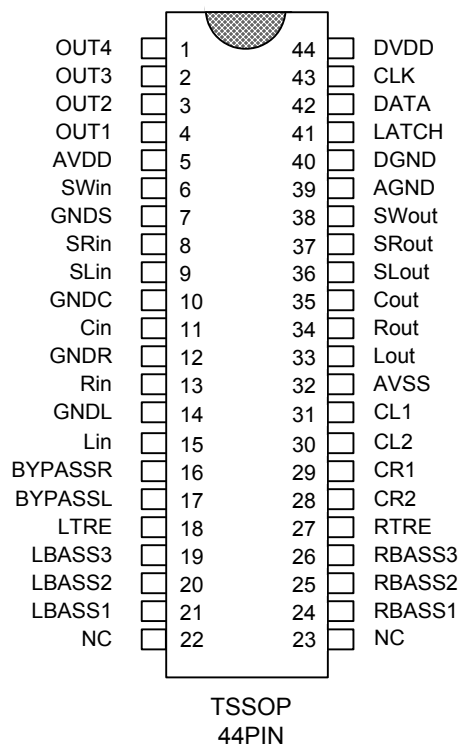 OUT4 1 44 DVDD
OUT3 2 43 CLK
OUT2 3 42 DATA
OUT1 4 41 LATCH
AVDD 5 40 DGND
SWin 6 39 AGND
GNDS 7 38 SWout
SRin 8 37 SRout
SLin 9 36 SLout
GNDC 10 35 Cout
Cin 11 34 Rout
GNDR 12 33 Lout
Rin 13 32 AVSS
GNDL 14 31 CL1
Lin 15 30 CL2
BYPASSR 16 29 CR1
BYPASSL 17 28 CR2
LTRE 18 27 RTRE
LBASS3 19 26 RBASS3
LBASS2 20 25 RBASS2
LBASS1 21 24 RBASS1
NC 22 23 NC
TSSOP
44PIN